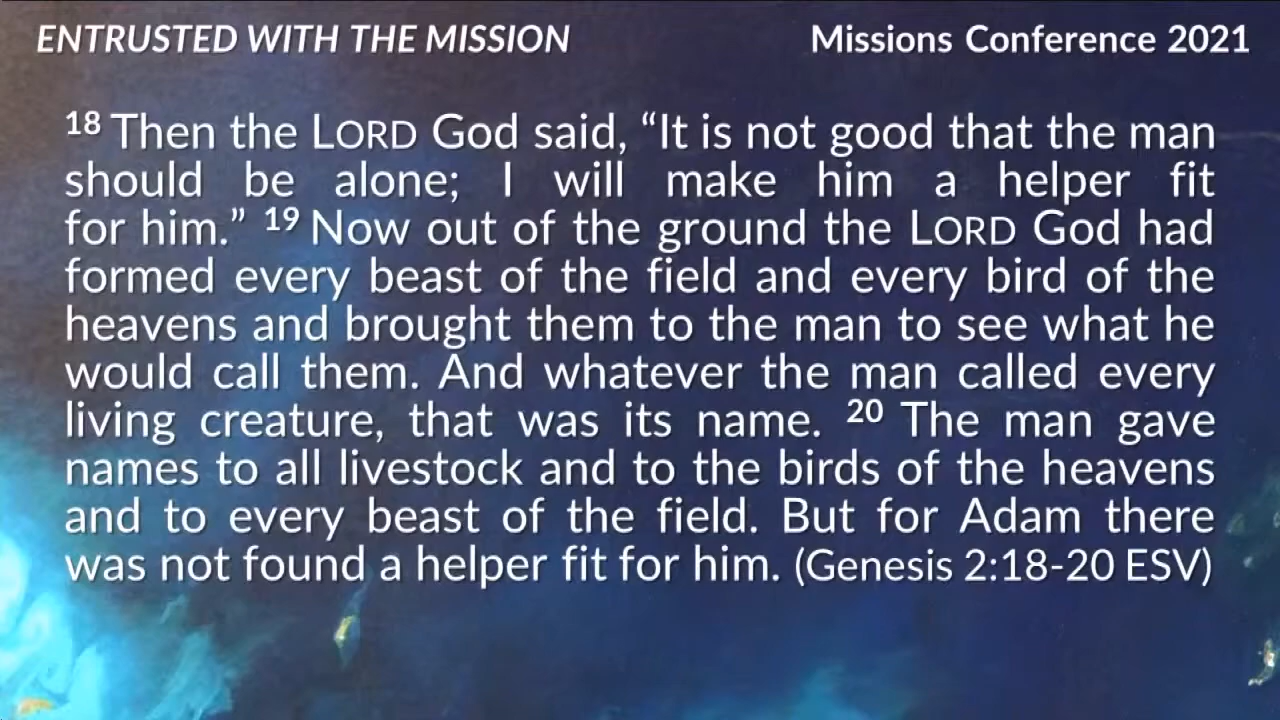 ENTRUSTED WITH THE MISSION
Missions Conference 2021
18 Then the LORD God said, “It is not good that the man
should be alone; I will make him a helper fit
for him.” 19 Now out of the ground the LORD God had
formed every beast of the field and every bird of the
heavens and brought them to the man to see what he
would call them. And whatever the man called every
living creature, that was its name. 20 The man gave
names to all livestock and to the birds of the heavens
and to every beast of the field. But for Adam there
was not found a helper fit for him. (Genesis 2:18-20 ESV)